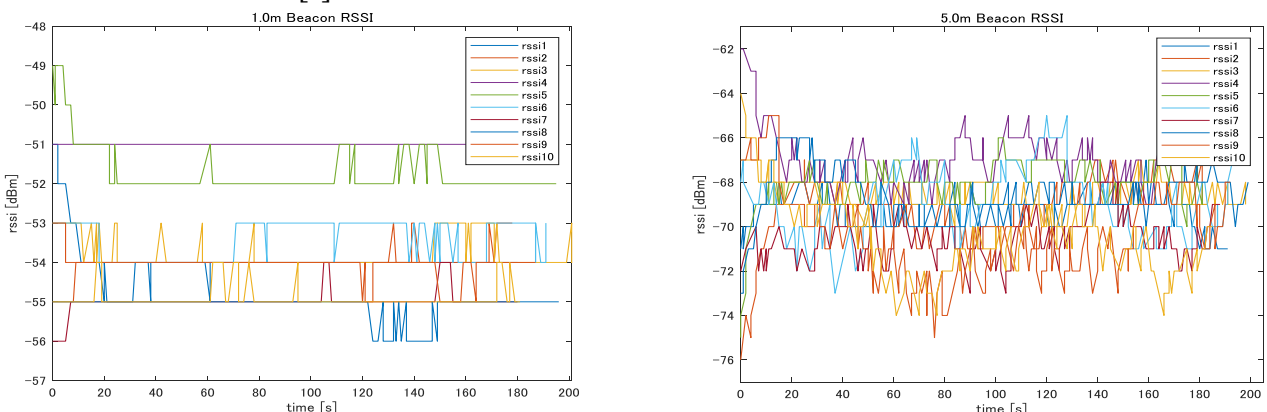 [ ]
1.0m Beacon RSSI
rssi [dBm]
-48
-49
-50
-51
-52
-53
-54
-55
-56
-57
0 20 40 60 80 100 120 140 160 180 200
time [s]
rssi1
rssi2
rssi3
rssi4
rssi5
rssi6
rssi7
rssi8
rssi9
rssi10
5.0m Beacon RSSI
rssi [dBm]
-62
-64
-66
-68
-70
-72
-74
-76
0 20 40 60 80 100 120 140 160 180 200
time [s]
rssi1
rssi2
rssi3
rssi4
rssi5
rssi6
rssi7
rssi8
rssi9
rssi10